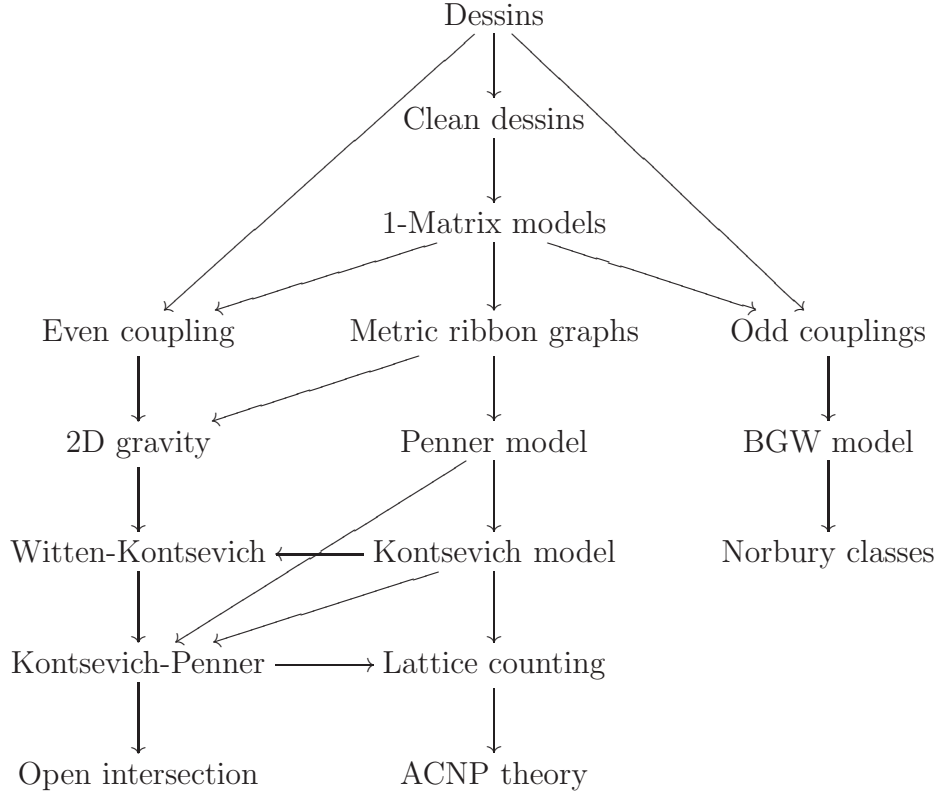 Dessins
Clean dessins
1-Matrix models
Even coupling
Metric ribbon graphs
Odd couplings
2D gravity
Penner model
BGW model
Witten-Kontsevich
Kontsevich model
Norbury classes
Kontsevich-Penner
Lattice counting
Open intersection
ACNP theory